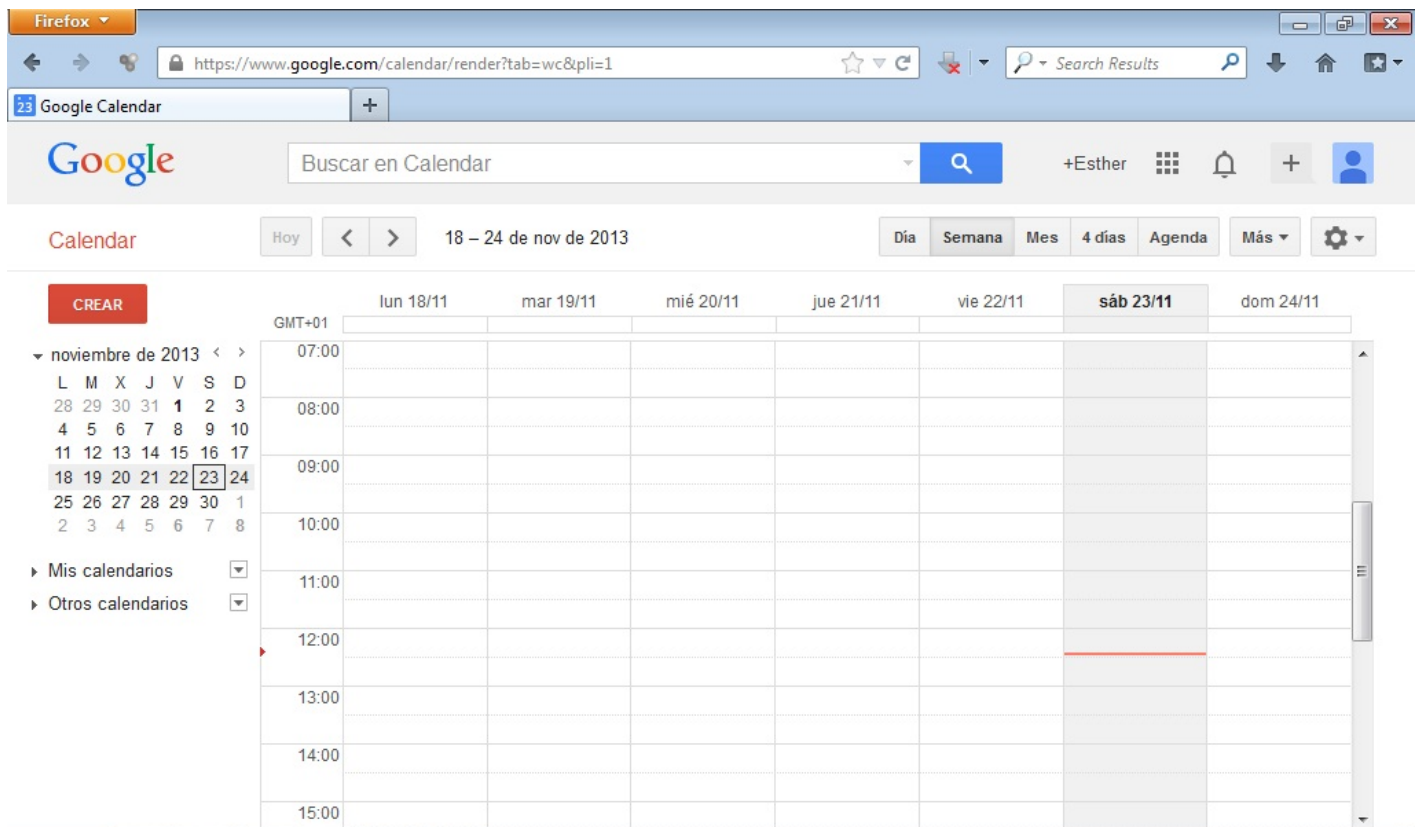 Firefox
https://www.google.com/calendar/render?tab=wc&pli=1
Search Results
23 Google Calendar
+
Google
Buscar en Calendar
+Esther
+
Calendar
Hoy
18 – 24 de nov de 2013
Día Semana Mes 4 días Agenda
Más
CREAR
lun 18/11 mar 19/11 mié 20/11 jue 21/11 vie 22/11 sáb 23/11 dom 24/11
GMT+01
noviembre de 2013 < >
L M X J V S D
28 29 30 31 1 2 3
4 5 6 7 8 9 10
11 12 13 14 15 16 17
18 19 20 21 22 23 24
25 26 27 28 29 30 1
2 3 4 5 6 7 8
Mis calendarios
Otros calendarios
07:00
08:00
09:00
10:00
11:00
12:00
13:00
14:00
15:00